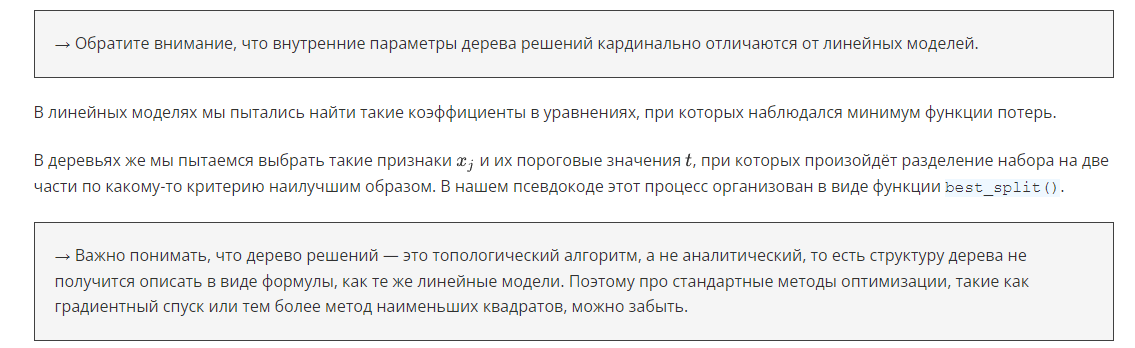 → Обратите внимание, что внутренние параметры дерева решений кардинально отличаются от линейных моделей.
В линейных моделях мы пытались найти такие коэффициенты в уравнениях, при которых наблюдался минимум функции потерь.
В деревьях же мы пытаемся выбрать такие признаки xⱼ и их пороговые значения t, при которых произойдёт разделение набора на две
части по какому-то критерию наилучшим образом. В нашем псевдокоде этот процесс организован в виде функции best_split().
→ Важно понимать, что дерево решений — это топологический алгоритм, а не аналитический, то есть структуру дерева не
получится описать в виде формулы, как те же линейные модели. Поэтому про стандартные методы оптимизации, такие как
градиентный спуск или тем более метод наименьших квадратов, можно забыть.